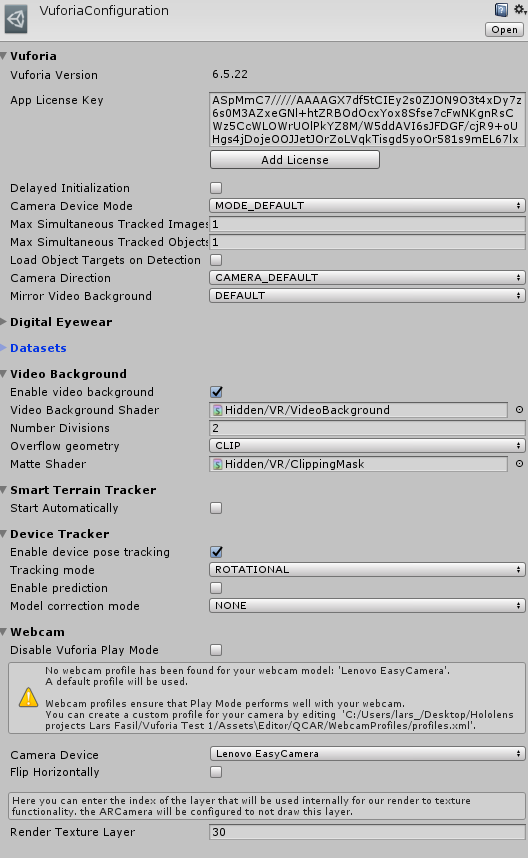 VuforiaConfiguration
Open
Vuforia
Vuforia Version 6.5.22
App License Key ASpMmC7/////AAAAGX7df5tCIEy2s0ZJON9O3t4xDy7z
6s0M3AZxeGNl+htZRBOdOcxYox8Sfse7cFwNKgnRsC
Wz5CcWLOWrUOlPkYZ8M/W5ddAVI6sJFDGF/cjR9+oU
Hgs4jDojeOOJJetJOrZoLVqkTisgd5yoOr581s9mEL67lx
Add License
Delayed Initialization
Camera Device Mode MODE_DEFAULT
Max Simultaneous Tracked Images 1
Max Simultaneous Tracked Objects 1
Load Object Targets on Detection
Camera Direction CAMERA_DEFAULT
Mirror Video Background DEFAULT
Digital Eyewear
Datasets
Video Background
Enable video background
Video Background Shader Hidden/VR/VideoBackground
Number Divisions 2
Overflow geometry CLIP
Matte Shader Hidden/VR/ClippingMask
Smart Terrain Tracker
Start Automatically
Device Tracker
Enable device pose tracking
Tracking mode ROTATIONAL
Enable prediction
Model correction mode NONE
Webcam
Disable Vuforia Play Mode
No webcam profile has been found for your webcam model: 'Lenovo EasyCamera'.
A default profile will be used.
Webcam profiles ensure that Play Mode performs well with your webcam.
You can create a custom profile for your camera by editing 'C:/Users/lars_/Desktop/Hololens
projects Lars Fasil/Vuforia Test 1/Assets\Editor/QCAR/WebcamProfiles/profiles.xml'.
Camera Device Lenovo EasyCamera
Flip Horizontally
Here you can enter the index of the layer that will be used internally for our render to texture
functionality. the ARCamera will be configured to not draw this layer.
Render Texture Layer 30